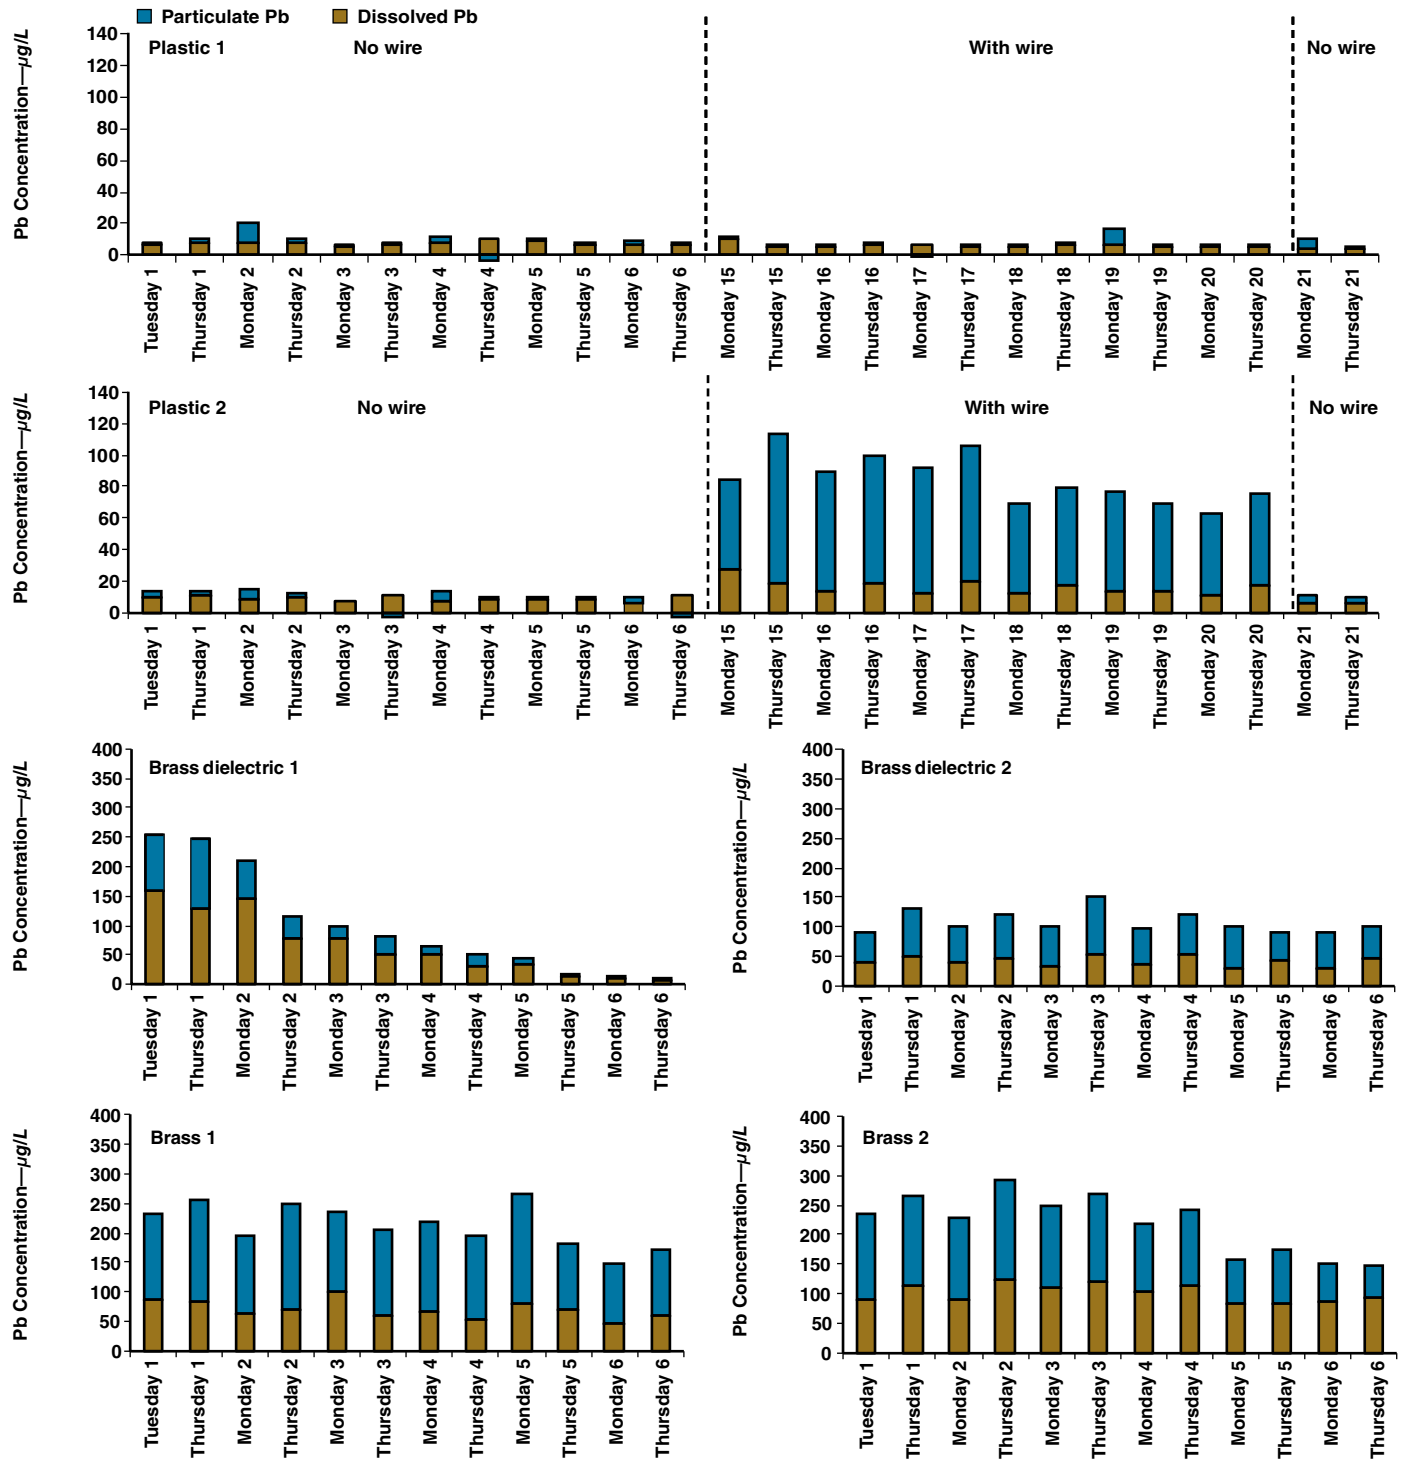 Particulate Pb
Dissolved Pb
Pb Concentration—µg/L
140
120
100
80
60
40
20
0
Plastic 1
No wire
With wire
No wire
Tuesday 1
Thursday 1
Monday 2
Thursday 2
Monday 3
Thursday 3
Monday 4
Thursday 4
Monday 5
Thursday 5
Monday 6
Thursday 6
Monday 15
Thursday 15
Monday 16
Thursday 16
Monday 17
Thursday 17
Monday 18
Thursday 18
Monday 19
Thursday 19
Monday 20
Thursday 20
Monday 21
Thursday 21
Pb Concentration—µg/L
140
120
100
80
60
40
20
0
Plastic 2
No wire
With wire
No wire
Tuesday 1
Thursday 1
Monday 2
Thursday 2
Monday 3
Thursday 3
Monday 4
Thursday 4
Monday 5
Thursday 5
Monday 6
Thursday 6
Monday 15
Thursday 15
Monday 16
Thursday 16
Monday 17
Thursday 17
Monday 18
Thursday 18
Monday 19
Thursday 19
Monday 20
Thursday 20
Monday 21
Thursday 21
Pb Concentration—µg/L
400
350
300
250
200
150
100
50
0
Brass dielectric 1
Tuesday 1
Thursday 1
Monday 2
Thursday 2
Monday 3
Thursday 3
Monday 4
Thursday 4
Monday 5
Thursday 5
Monday 6
Thursday 6
Pb Concentration—µg/L
400
350
300
250
200
150
100
50
0
Brass dielectric 2
Tuesday 1
Thursday 1
Monday 2
Thursday 2
Monday 3
Thursday 3
Monday 4
Thursday 4
Monday 5
Thursday 5
Monday 6
Thursday 6
Pb Concentration—µg/L
400
350
300
250
200
150
100
50
0
Brass 1
Tuesday 1
Thursday 1
Monday 2
Thursday 2
Monday 3
Thursday 3
Monday 4
Thursday 4
Monday 5
Thursday 5
Monday 6
Thursday 6
Pb Concentration—µg/L
400
350
300
250
200
150
100
50
0
Brass 2
Tuesday 1
Thursday 1
Monday 2
Thursday 2
Monday 3
Thursday 3
Monday 4
Thursday 4
Monday 5
Thursday 5
Monday 6
Thursday 6